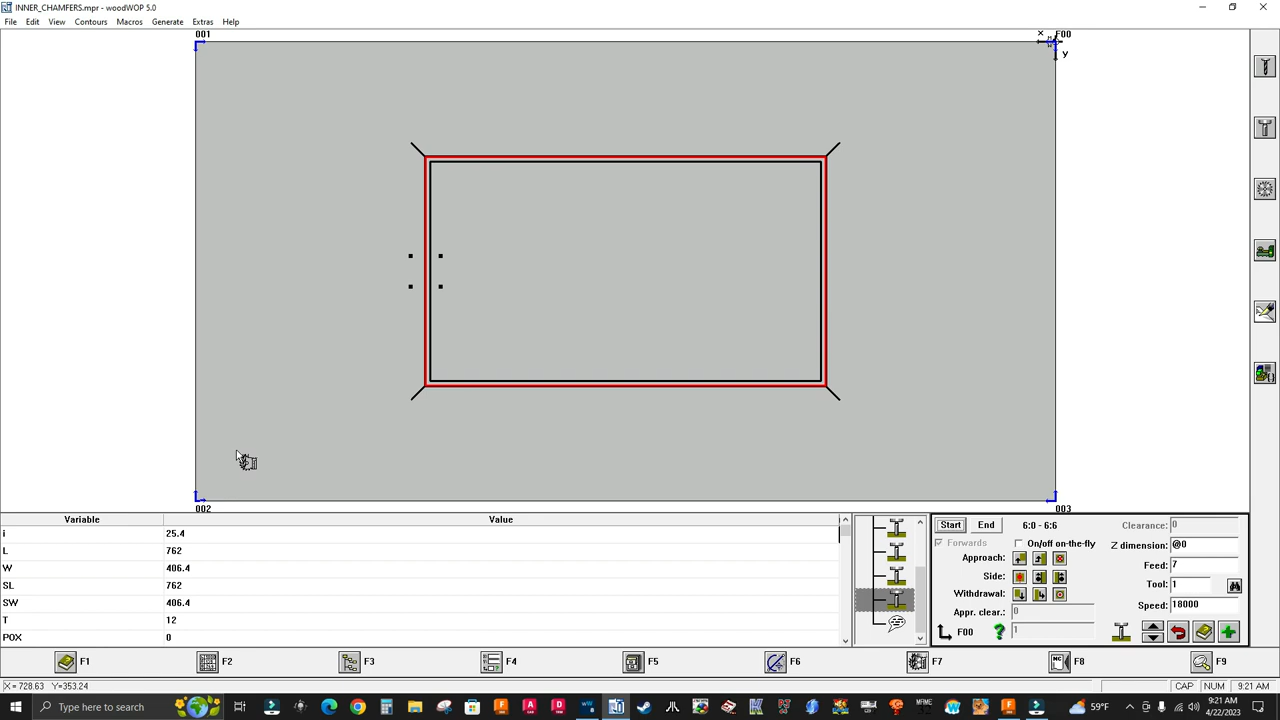 INNER_CHAMFERS.mpr - woodWOP 5.0
File Edit View Contours Macros Generate Extras Help
001
x F00
y
002
003
Variable Value
i 25.4
L 762
W 406.4
SL 762
SW 406.4
T 12
POX 0
Start End 6:0 - 6:6 Clearance: 0
Forwards On/off on-the-fly Z dimension: @0
Approach: Feed: 7
Side: Tool: 1
Withdrawal: Speed: 18000
Appr. clear.: 0
F00 ? 1
F1 F2 F3 F4 F5 F6 F7 F8 F9
X= 728.63 Y=353.24 CAP NUM 9:21 AM
Type here to search
59°F
9:21 AM
4/22/2023